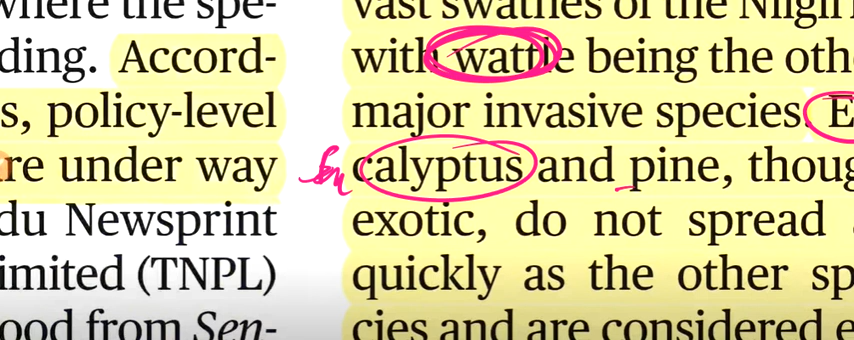 where the spe-
ding. Accord-
s, policy-level
re under way
du Newsprint
imited (TNPL)
ood from Sen-
vast swathes of the Nilgiri
with wattle being the oth
major invasive species. E
calyptus and pine, thoug
exotic, do not spread
quickly as the other sp
cies and are considered e